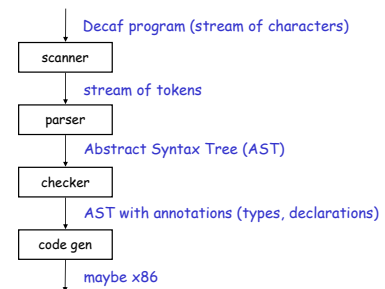 Decaf program (stream of characters)
scanner
stream of tokens
parser
Abstract Syntax Tree (AST)
checker
AST with annotations (types, declarations)
code gen
maybe x86